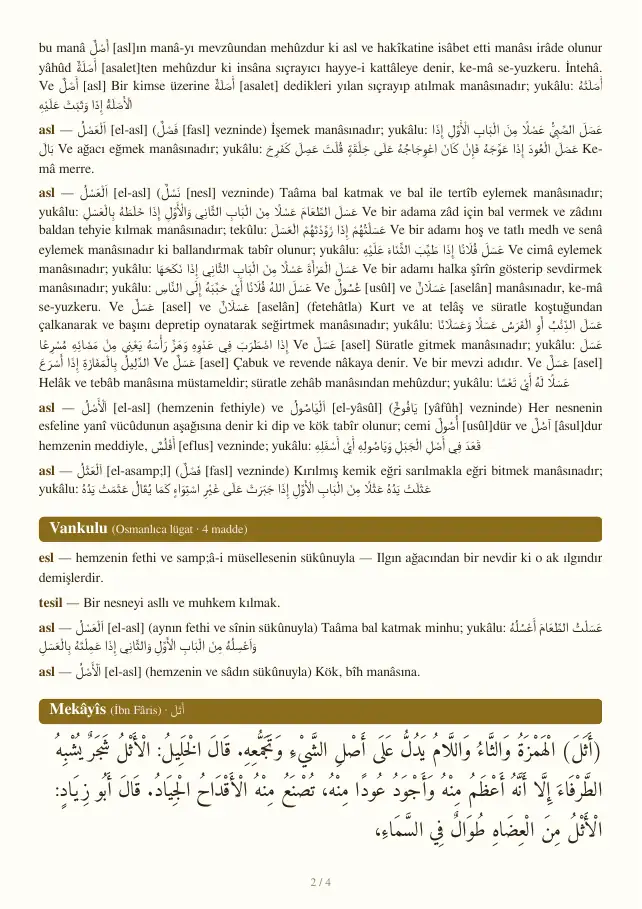 bu manâ أَصْلٌ [asl]ın manâ-yı mevzûundan mehûzdur ki asl ve hakîkatine isâbet etti manâsı irâde olunur
yâhûd أَصَلَةٌ [asalet]ten mehûzdur ki insâna sıçrayıcı hayye-i kattâleye denir, ke-mâ se-yuzkeru. İntehâ.
Ve أَصْلٌ [asl] Bir kimse üzerine أَصَلَةٌ [asalet] dedikleri yılan sıçrayıp atılmak manâsınadır; yukâlu: أَصَلَتْهُ
الْأَصَلَةُ إِذَا وَثَبَتْ عَلَيْهِ
asl — اَلْعَسْلُ [el-asl] (فَصْلٌ [fasl] vezninde) İşemek manâsınadır; yukâlu: عَسَلَ الصَّبِيُّ عَسْلًا مِنَ الْبَابِ الْأَوَّلِ إِذَا
بَالَ Ve ağacı eğmek manâsınadır; yukâlu: عَصَلَ الْعُودَ إِذَا عَوَّجَهُ فَإِنْ كَانَ اعْوِجَاجُهُ عَلَى خِلْقَةٍ قُلْتَ عَصِلَ كَفَرِحَ Ke-
mâ merre.
asl — اَلْعَسْلُ [el-asl] (نَسْلٌ [nesl] vezninde) Taâma bal katmak ve bal ile tertîb eylemek manâsınadır;
yukâlu: عَسَلَ الطَّعَامَ عَسْلًا مِنَ الْبَابِ الثَّانِي وَالْأَوَّلِ إِذَا خَلَطَهُ بِالْعَسَلِ Ve bir adama zâd için bal vermek ve zâdını
baldan tehyie kılmak manâsınadır; tekûlu: عَسَلْتُهُمْ إِذَا زَوَّدْتَهُمُ الْعَسَلَ Ve bir adamı hoş ve tatlı medh ve senâ
eylemek manâsınadır ki ballandırmak tabîr olunur; yukâlu: عَسَلَ فُلَانًا إِذَا طَيَّبَ الثَّنَاءَ عَلَيْهِ Ve cimâ eylemek
manâsınadır; yukâlu: عَسَلَ الْمَرْأَةَ عَسْلًا مِنَ الْبَابِ الثَّانِي إِذَا نَكَحَهَا Ve bir adamı halka şîrîn gösterip sevdirmek
manâsınadır; yukâlu: عَسَلَ اللهُ فُلَانًا أَيْ حَبَّبَهُ إِلَى النَّاسِ عُسُولٌ [usûl] ve عَسَلَانٌ [aselân] manâsınadır, ke-mâ
se-yuzkeru. Ve عَسَلٌ [asel] ve عَسَلَانٌ [aselân] (fetehâtla) Kurt ve at telâş ve süratle koştuğundan
çalkanarak ve başını depretip oynatarak seğirtmek manâsınadır; yukâlu: عَسَلَ الذِّئْبُ أَوِ الْفَرَسُ عَسَلًا وَعَسَلَانًا
إِذَا اضْطَرَبَ فِي عَدْوِهِ وَهَزَّ رَأْسَهُ يَعْنِي مِنْ مَضَائِهِ مُسْرِعًا Ve عَسَلٌ [asel] Süratle gitmek manâsınadır; yukâlu: عَسَلَ
الدَّلِيلُ بِالْمَفَازَةِ إِذَا أَسْرَعَ Ve عَسَلٌ [asel] Çabuk ve revende nâkaya denir. Ve bir mevzi adıdır. Ve عَسَلٌ [asel]
Helâk ve tebâb manâsına müstameldir; süratle zehâb manâsından mehûzdur; yukâlu: عَسَلًا لَهُ أَيْ تَعْسًا
asl — اَلْأَصْلُ [el-asl] (hemzenin fethiyle) ve اَلْيَاصُولُ [el-yâsûl] (يَافُوخٌ [yâfûh] vezninde) Her nesnenin
esfeline yanî vücûdunun aşağısına denir ki dip ve kök tabîr olunur; cemi أُصُولٌ [usûl]dür ve آصُلٌ [âsul]dur
hemzenin meddiyle, أَفْلُسٌ [eflus] vezninde; yukâlu: قَعَدَ فِي أَصْلِ الْجَبَلِ وَيَاصُولِهِ أَيْ أَسْفَلِهِ
asl — اَلْعَثْلُ [el-asamp;l] (فَصْلٌ [fasl] vezninde) Kırılmış kemik eğri sarılmakla eğri bitmek manâsınadır;
yukâlu: عَثَلَتْ يَدُهُ عَثْلًا مِنَ الْبَابِ الْأَوَّلِ إِذَا جَبَرَتْ عَلَى غَيْرِ اسْتِوَاءٍ كَمَا يُقَالُ عَثَمَتْ يَدُهُ
Vankulu (Osmanlıca lügat · 4 madde)
esl — hemzenin fethi ve samp;â-i müsellesenin sükûnuyla — Ilgın ağacından bir nevdir ki o ak ılgındır
demişlerdir.
tesil — Bir nesneyi asllı ve muhkem kılmak.
asl — اَلْعَسْلُ [el-asl] (aynın fethi ve sînin sükûnuyla) Taâma bal katmak minhu; yukâlu: عَسَلْتُ الطَّعَامَ أَعْسُلُهُ
وَأَعْسِلُهُ مِنَ الْبَابِ الْأَوَّلِ وَالثَّانِي إِذَا عَمِلْتَهُ بِالْعَسَلِ
asl — اَلْأَصْلُ [el-asl] (hemzenin ve sâdın sükûnuyla) Kök, bîh manâsına.
Mekâyîs (İbn Fâris) · أثل
(أَثَلَ) الْهَمْزَةُ وَالثَّاءُ وَاللَّامُ يَدُلُّ عَلَى أَصْلِ الشَّيْءِ وَتَجَمُّعِهِ. قَالَ الْخَلِيلُ: الْأَثْلُ شَجَرٌ يُشْبِهُ
الطَّرْفَاءَ إِلَّا أَنَّهُ أَعْظَمُ مِنْهُ وَأَجْوَدُ عُودًا مِنْهُ، تُصْنَعُ مِنْهُ الْأَقْدَاحُ الْجِيَادُ. قَالَ أَبُو زِيَادٍ:
الْأَثْلُ مِنَ الْعِضَاهِ طُوَالٌ فِي السَّمَاءِ،
2 / 4